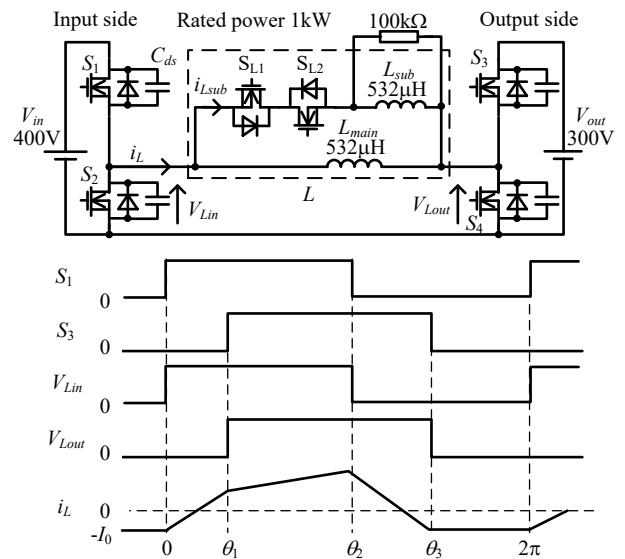 Input side
Rated power 1kW
100kΩ
Output side
S1
Cds
SL1
SL2
Lsub
532μH
S3
iLsub
Vin
400V
Lmain
532μH
Vout
300V
iL
S2
VLin
L
VLout
S4
S1
0
S3
0
VLin
0
VLout
0
iL
0
-I0
0
θ1
θ2
θ3
2π